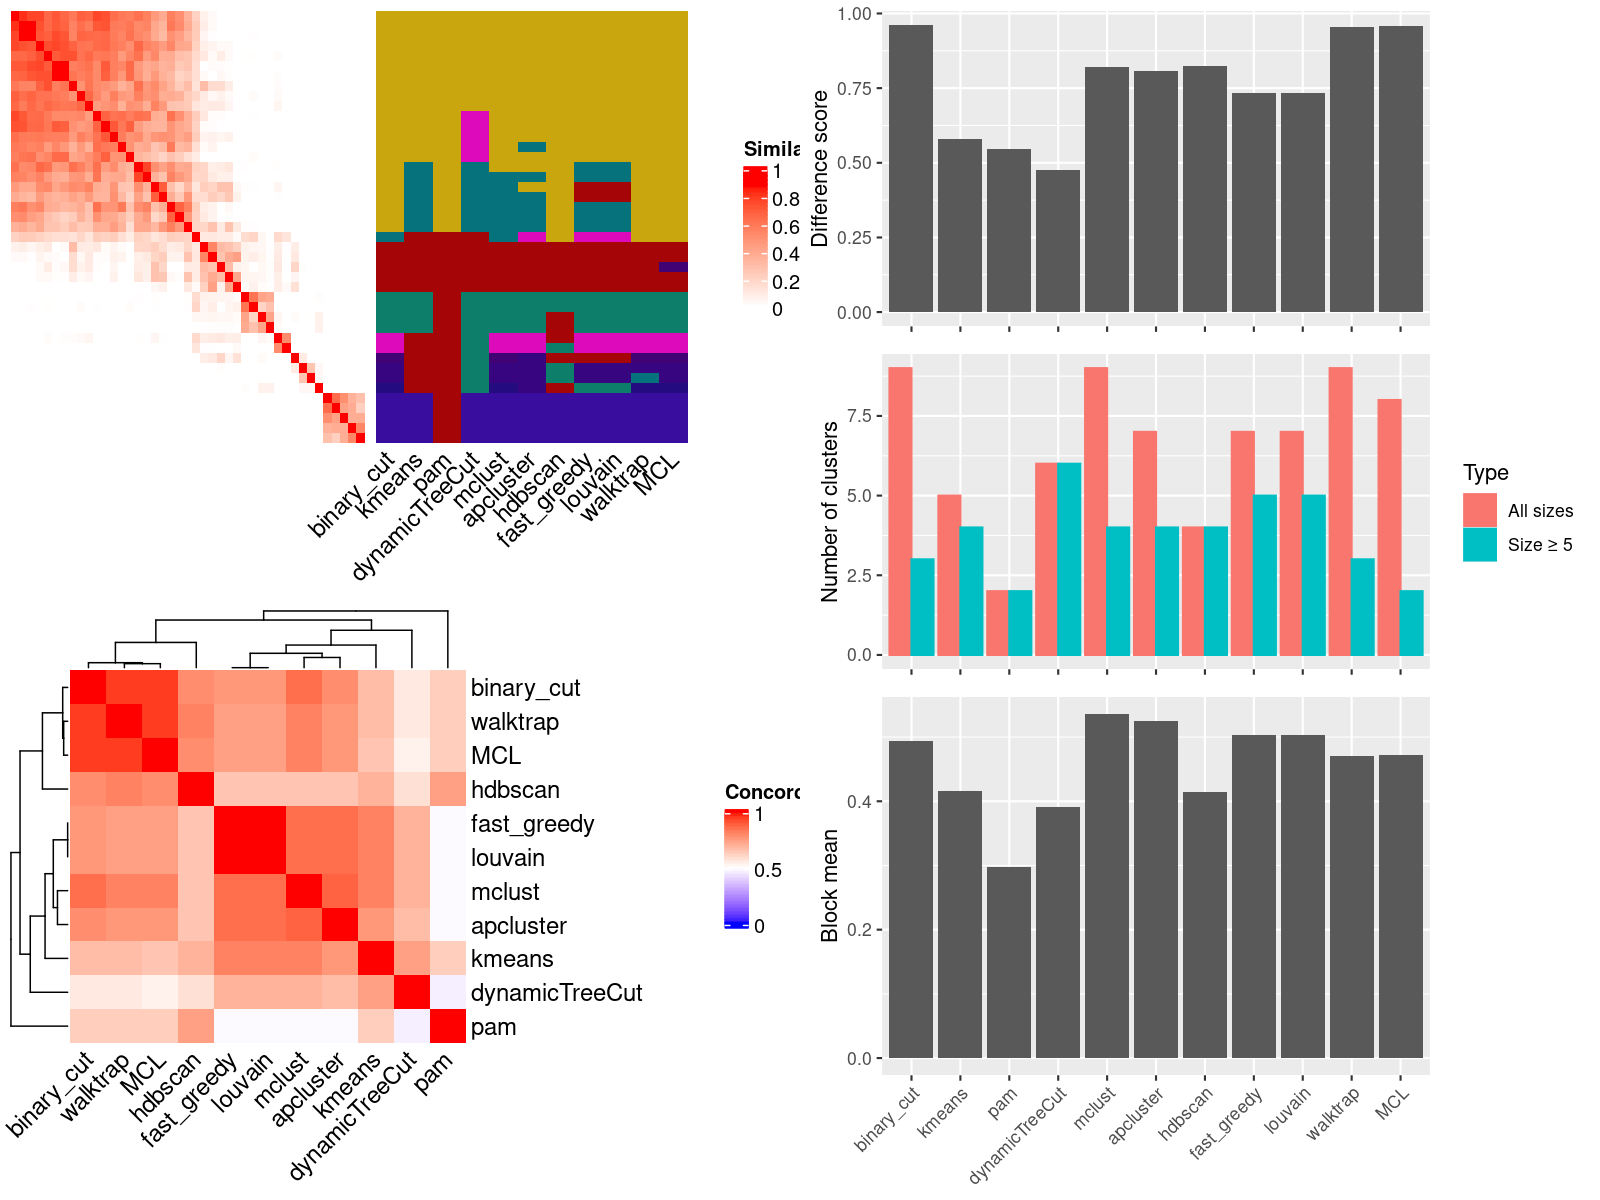 Simila
1
0.8
0.6
0.4
0.2
0
binary_cut
kmeans
pam
dynamicTreeCut
mclust
apcluster
hdbscan
fast_greedy
louvain
walktrap
MCL
binary_cut
walktrap
MCL
hdbscan
fast_greedy
louvain
mclust
apcluster
kmeans
dynamicTreeCut
pam
binary_cut
walktrap
MCL
hdbscan
fast_greedy
louvain
mclust
apcluster
kmeans
dynamicTreeCut
pam
Concord
1
0.5
0
Difference score
1.00
0.75
0.50
0.25
0.00
Number of clusters
7.5
5.0
2.5
0.0
Type
All sizes
Size ≥ 5
Block mean
0.4
0.2
0.0
binary_cut
kmeans
pam
dynamicTreeCut
mclust
apcluster
hdbscan
fast_greedy
louvain
walktrap
MCL